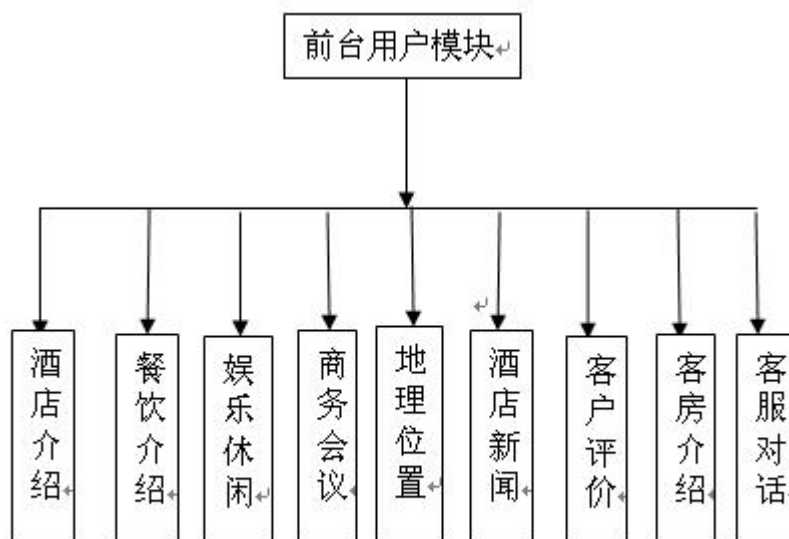 前台用户模块
酒店介绍
餐饮介绍
娱乐休闲
商务会议
地理位置
酒店新闻
客户评价
客房介绍
客服对话